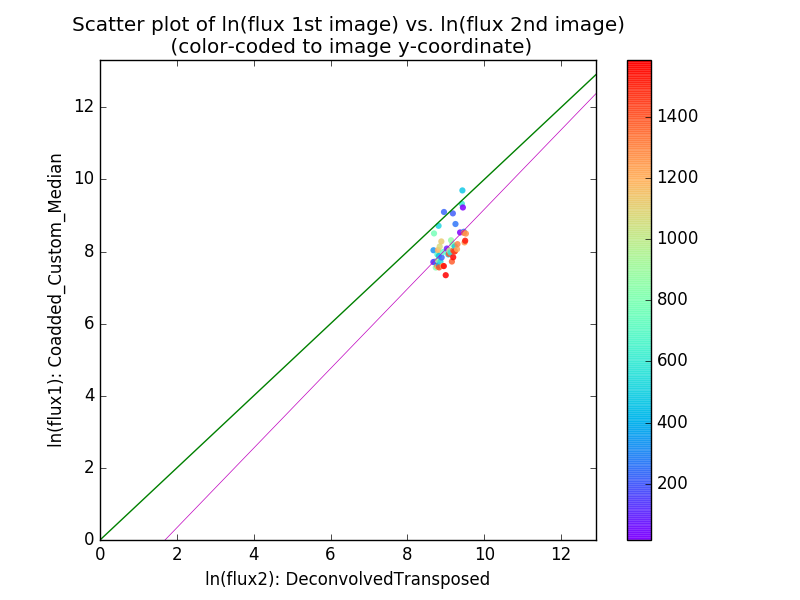 Scatter plot of ln(flux 1st image) vs. ln(flux 2nd image)
(color-coded to image y-coordinate)
ln(flux1): Coadded_Custom_Median
12
10
8
6
4
2
0
0 2 4 6 8 10 12
ln(flux2): DeconvolvedTransposed
1400
1200
1000
800
600
400
200